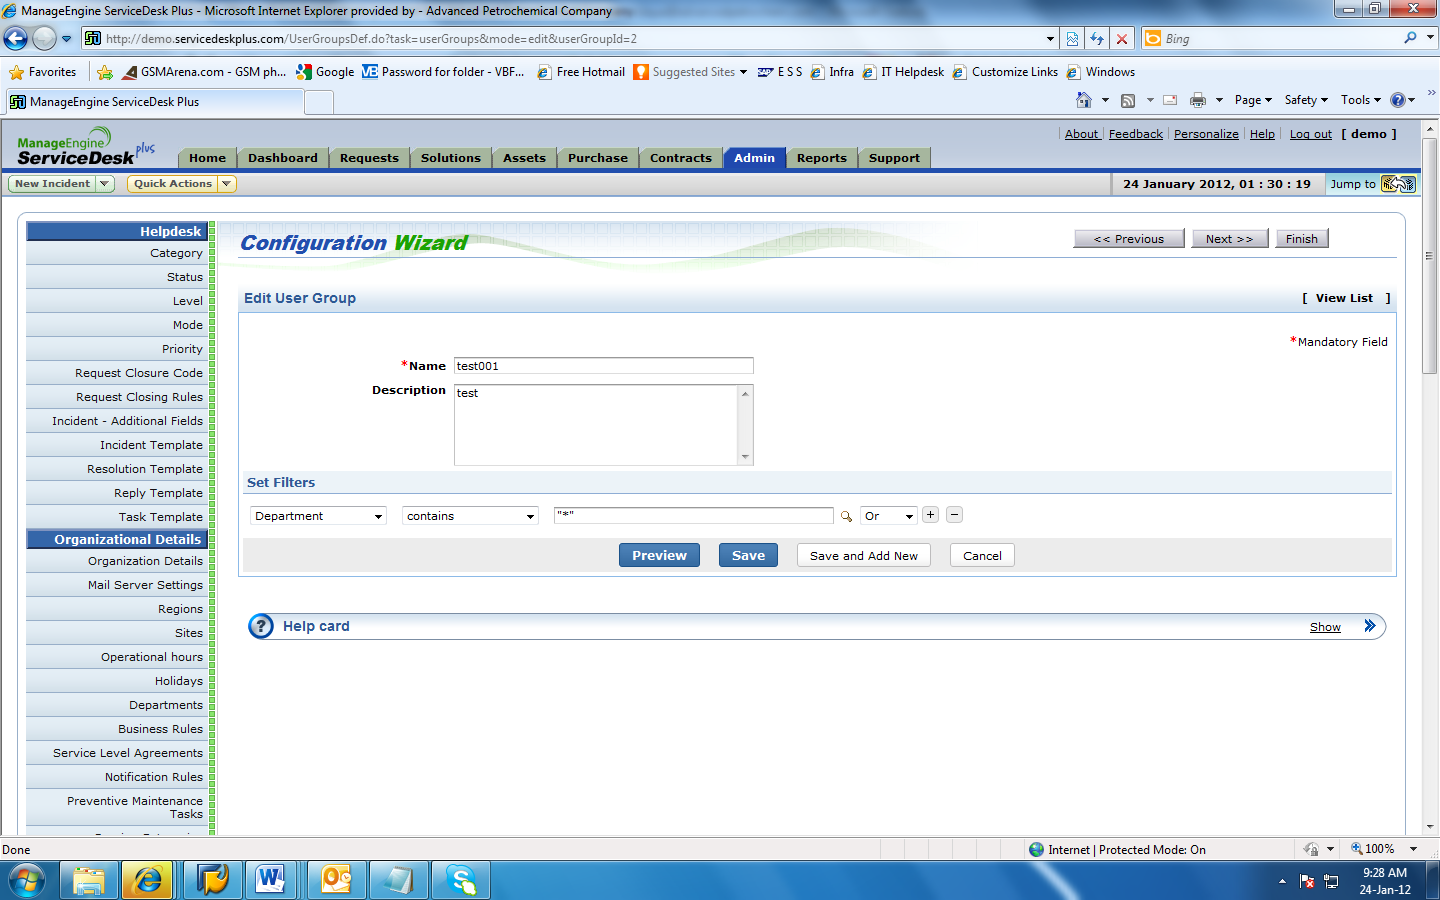 ManageEngine ServiceDesk Plus - Microsoft Internet Explorer provided by - Advanced Petrochemical Company
http://demo.servicedeskplus.com/UserGroupsDef.do?task=userGroups&mode=edit&userGroupId=2
Bing
Favorites GSMArena.com - GSM ph... Google Password for folder - VBF... Free Hotmail Suggested Sites E S S Infra IT Helpdesk Customize Links Windows
ManageEngine ServiceDesk Plus
Page Safety Tools
About Feedback Personalize Help Log out [ demo ]
ManageEngine
ServiceDesk plus
Home Dashboard Requests Solutions Assets Purchase Contracts Admin Reports Support
New Incident Quick Actions 24 January 2012, 01 : 30 : 19 Jump to
Helpdesk
Category
Status
Level
Mode
Priority
Request Closure Code
Request Closing Rules
Incident - Additional Fields
Incident Template
Resolution Template
Reply Template
Task Template
Organizational Details
Organization Details
Mail Server Settings
Regions
Sites
Operational hours
Holidays
Departments
Business Rules
Service Level Agreements
Notification Rules
Preventive Maintenance
Tasks
Configuration Wizard
<< Previous Next >> Finish
Edit User Group [ View List ]
*Mandatory Field
*Name test001
Description test
Set Filters
Department contains "*" Or + -
Preview Save Save and Add New Cancel
? Help card Show
Done Internet | Protected Mode: On 100%
9:28 AM
24-Jan-12